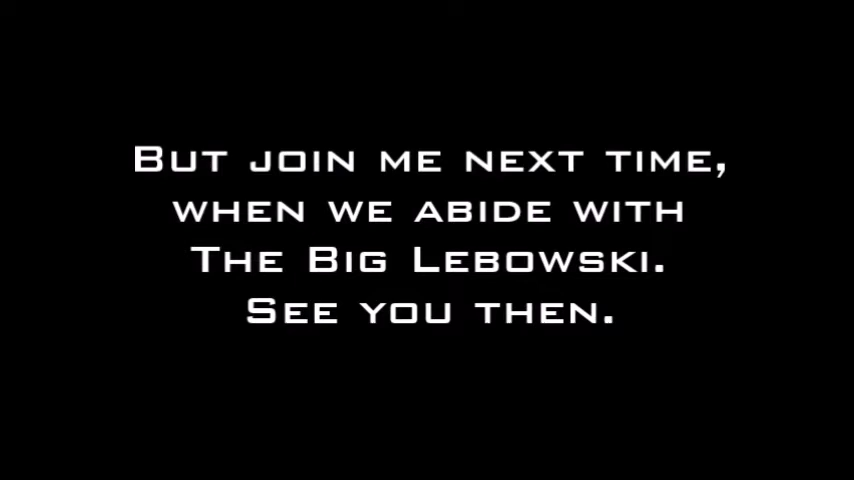 But join me next time,
when we abide with
The Big Lebowski.
See you then.